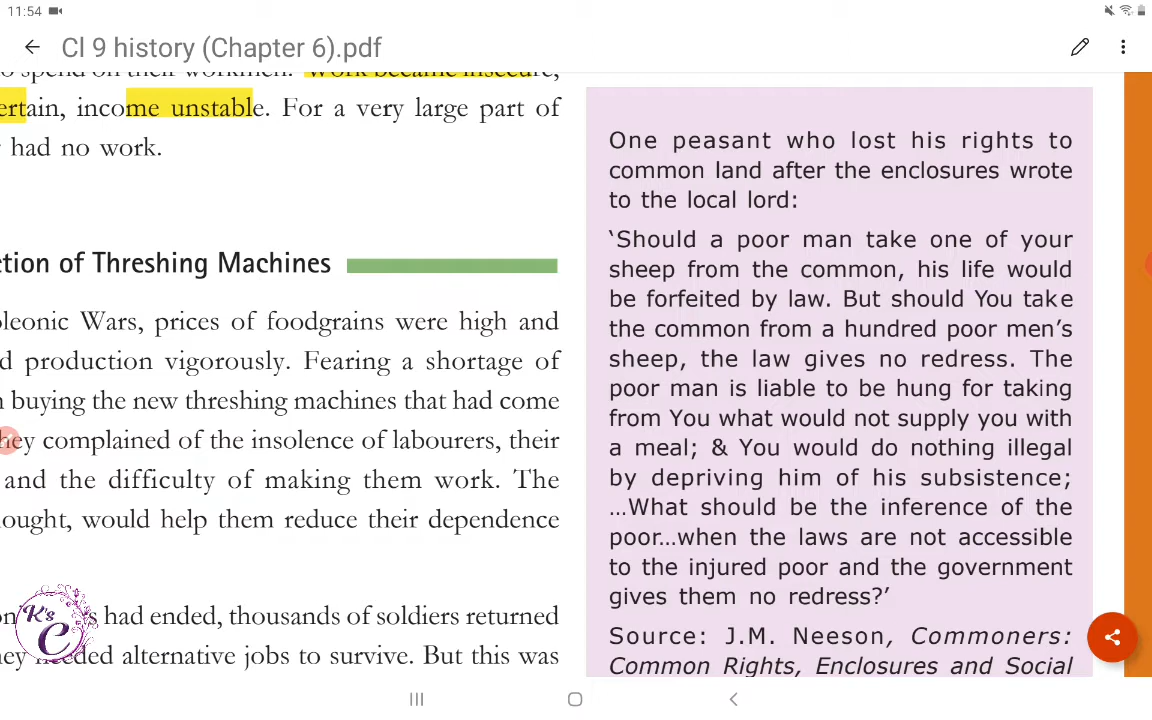 11:54
Cl 9 history (Chapter 6).pdf
o spend on their workmen. Work became insecure,
ertain, income unstable. For a very large part of
had no work.
ction of Threshing Machines
oleonic Wars, prices of foodgrains were high and
d production vigorously. Fearing a shortage of
n buying the new threshing machines that had come
hey complained of the insolence of labourers, their
and the difficulty of making them work. The
ought, would help them reduce their dependence
had ended, thousands of soldiers returned
hey needed alternative jobs to survive. But this was
K's
C
One peasant who lost his rights to
common land after the enclosures wrote
to the local lord:
‘Should a poor man take one of your
sheep from the common, his life would
be forfeited by law. But should You take
the common from a hundred poor men’s
sheep, the law gives no redress. The
poor man is liable to be hung for taking
from You what would not supply you with
a meal; & You would do nothing illegal
by depriving him of his subsistence;
…What should be the inference of the
poor…when the laws are not accessible
to the injured poor and the government
gives them no redress?’
Source: J.M. Neeson, Commoners:
Common Rights, Enclosures and Social